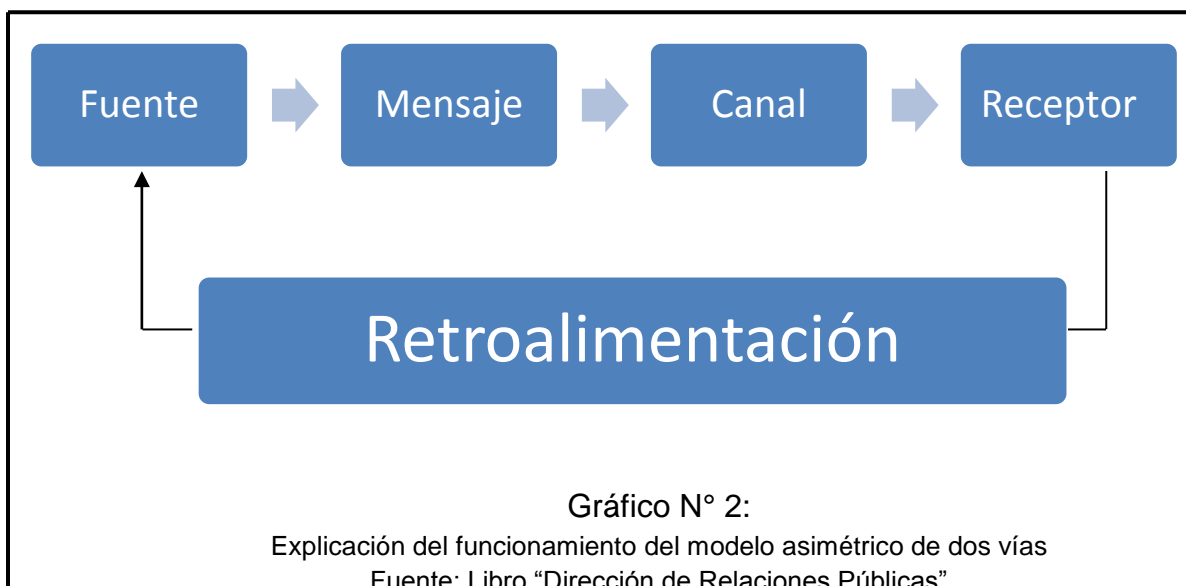 Fuente
Mensaje
Canal
Receptor
Retroalimentación
Gráfico N° 2:
Explicación del funcionamiento del modelo asimétrico de dos vías
Fuente: Libro “Dirección de Relaciones Públicas”